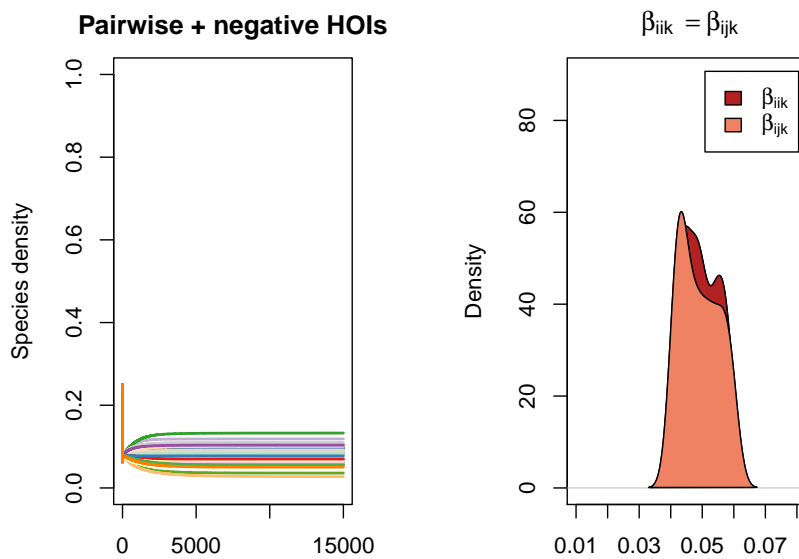 Pairwise + negative HOIs
Species density
1.0
0.8
0.6
0.4
0.2
0.0
0 5000 15000
βiik = βijk
βiik
βijk
Density
80
60
40
20
0
0.01 0.03 0.05 0.07